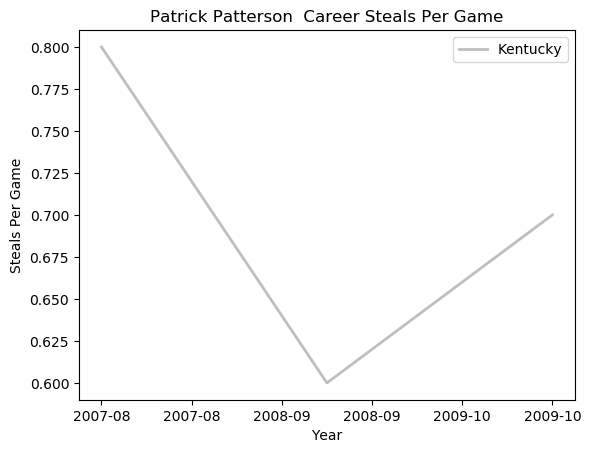 Patrick Patterson  Career Steals Per Game
Kentucky
0.800
0.775
0.750
0.725
0.700
0.675
0.650
0.625
0.600
Steals Per Game
2007-08 2007-08 2008-09 2008-09 2009-10 2009-10
Year